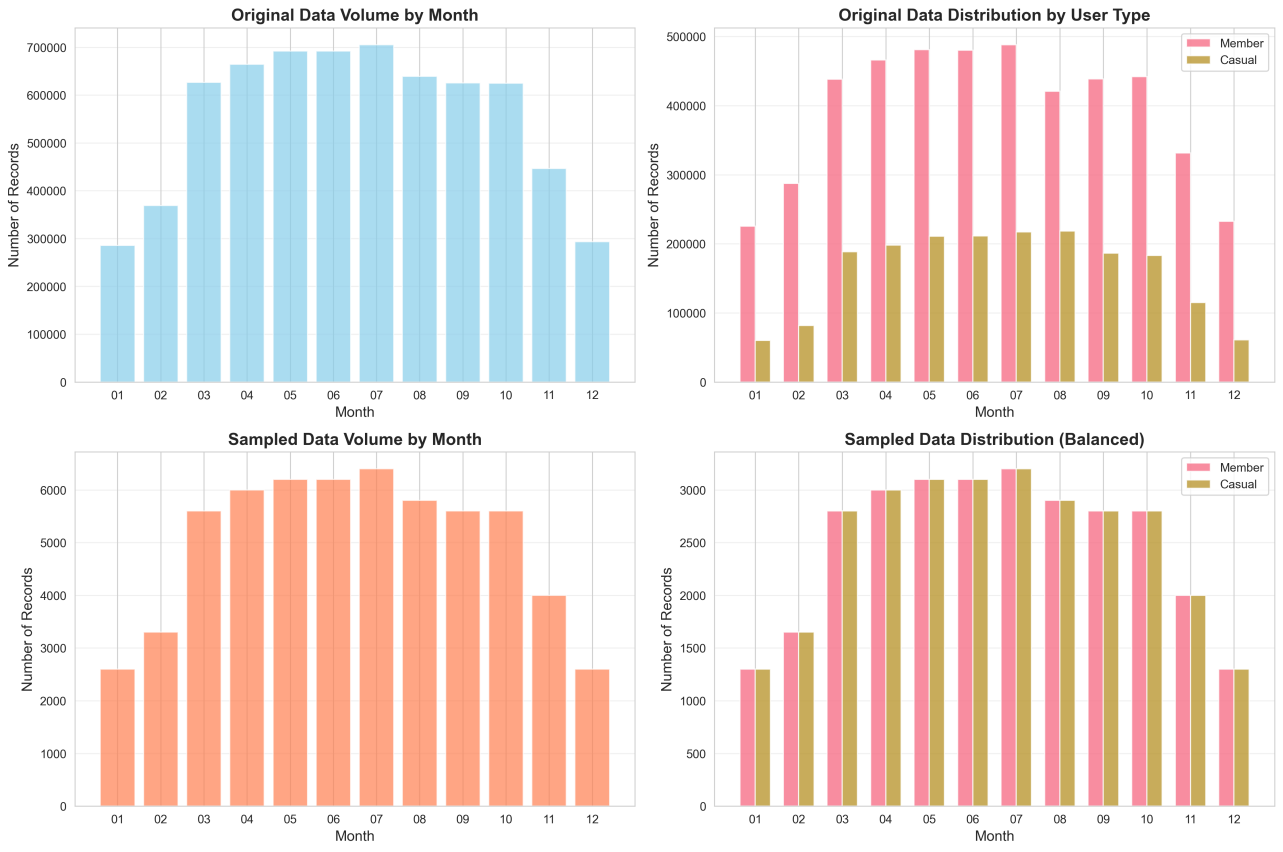 Original Data Volume by Month
Number of Records
700000
600000
500000
400000
300000
200000
100000
0
01 02 03 04 05 06 07 08 09 10 11 12
Month
Original Data Distribution by User Type
Member
Casual
Number of Records
500000
400000
300000
200000
100000
0
01 02 03 04 05 06 07 08 09 10 11 12
Month
Sampled Data Volume by Month
Number of Records
6000
5000
4000
3000
2000
1000
0
01 02 03 04 05 06 07 08 09 10 11 12
Month
Sampled Data Distribution (Balanced)
Member
Casual
Number of Records
3000
2500
2000
1500
1000
500
0
01 02 03 04 05 06 07 08 09 10 11 12
Month